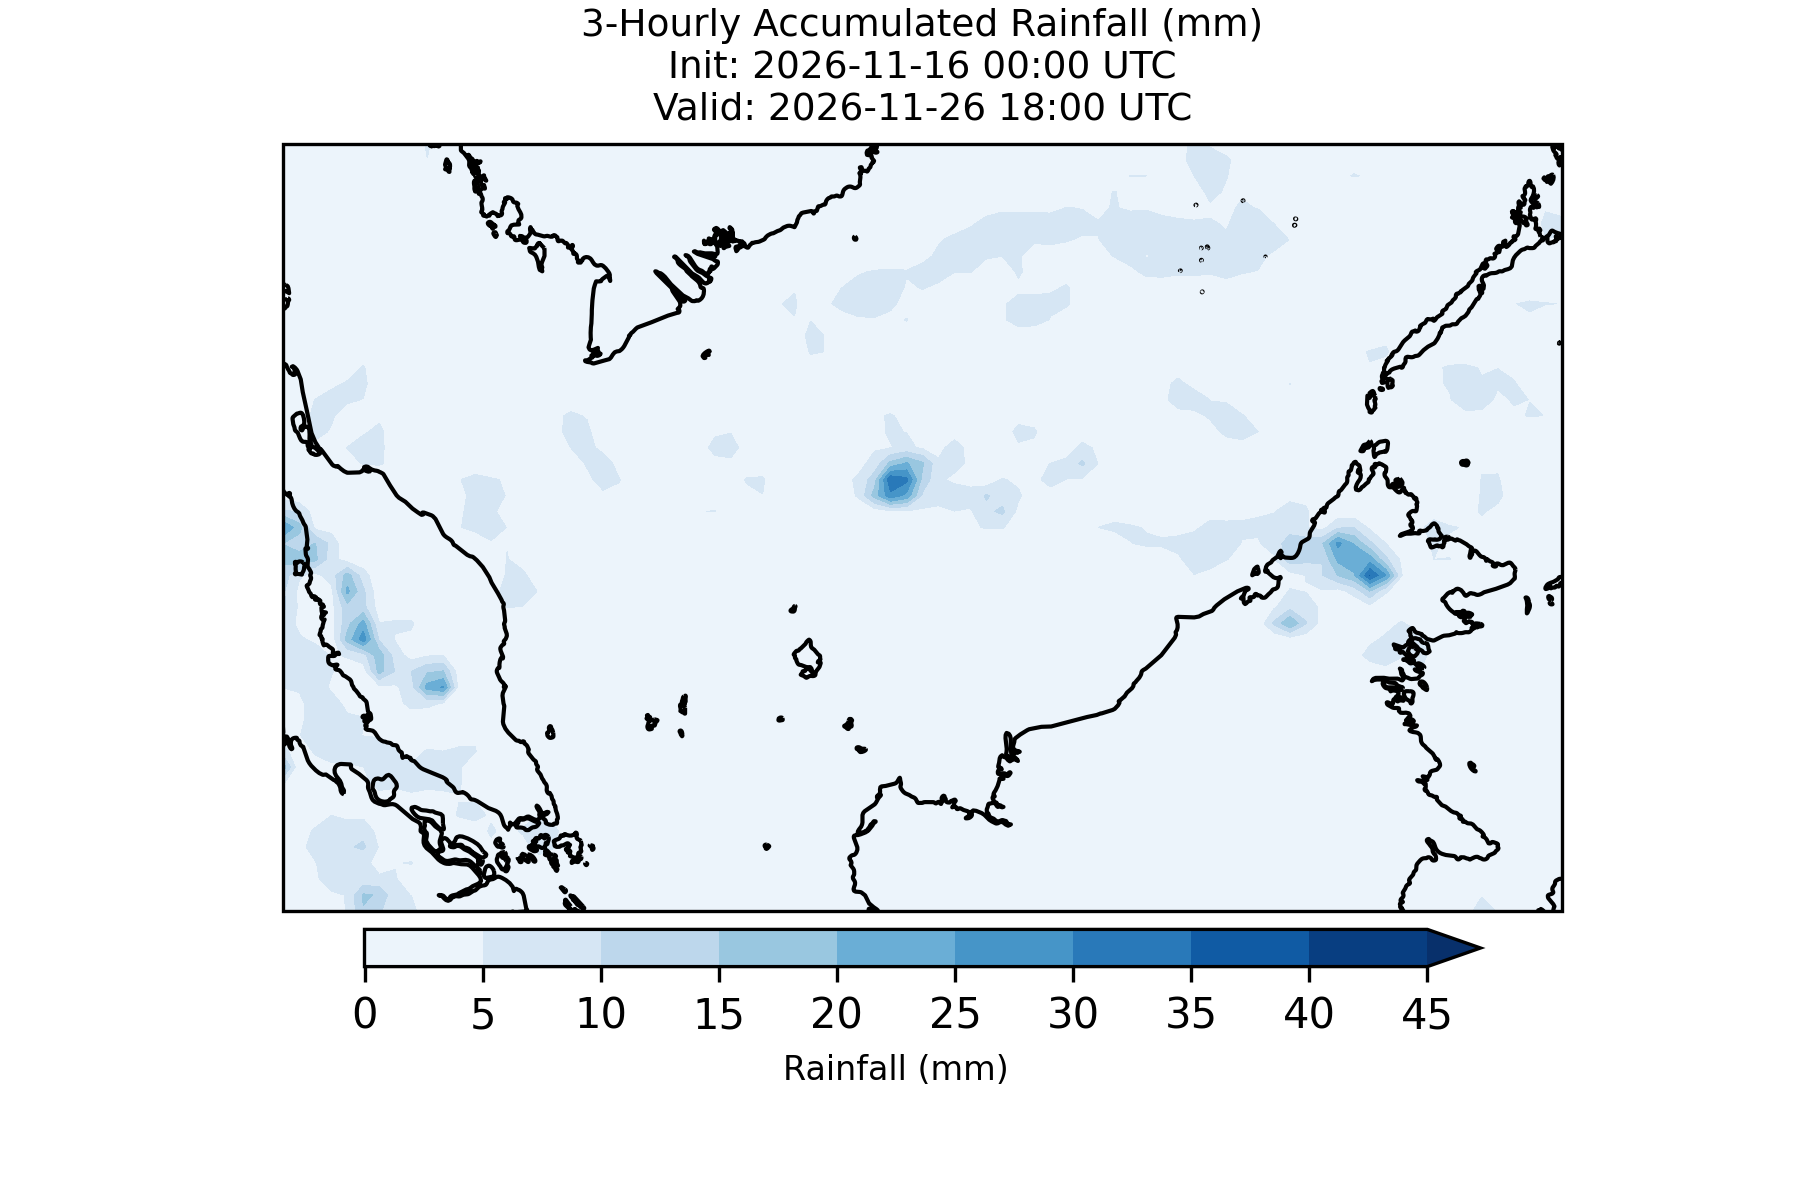 3-Hourly Accumulated Rainfall (mm)
Init: 2026-11-16 00:00 UTC
Valid: 2026-11-26 18:00 UTC
0 5 10 15 20 25 30 35 40 45
Rainfall (mm)